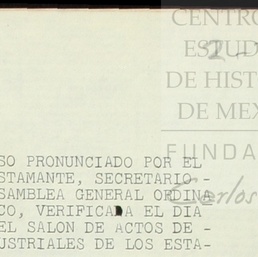 CENTRO
ESTUD
DE HIST
DE MEX
FUNDA
Carlos
SO PRONUNCIADO POR EL
STAMANTE, SECRETARIO -
SAMBLEA GENERAL ORDINA
CO, VERIFICADA EL DIA
EL SALON DE ACTOS DE -
USTRIALES DE LOS ESTA-